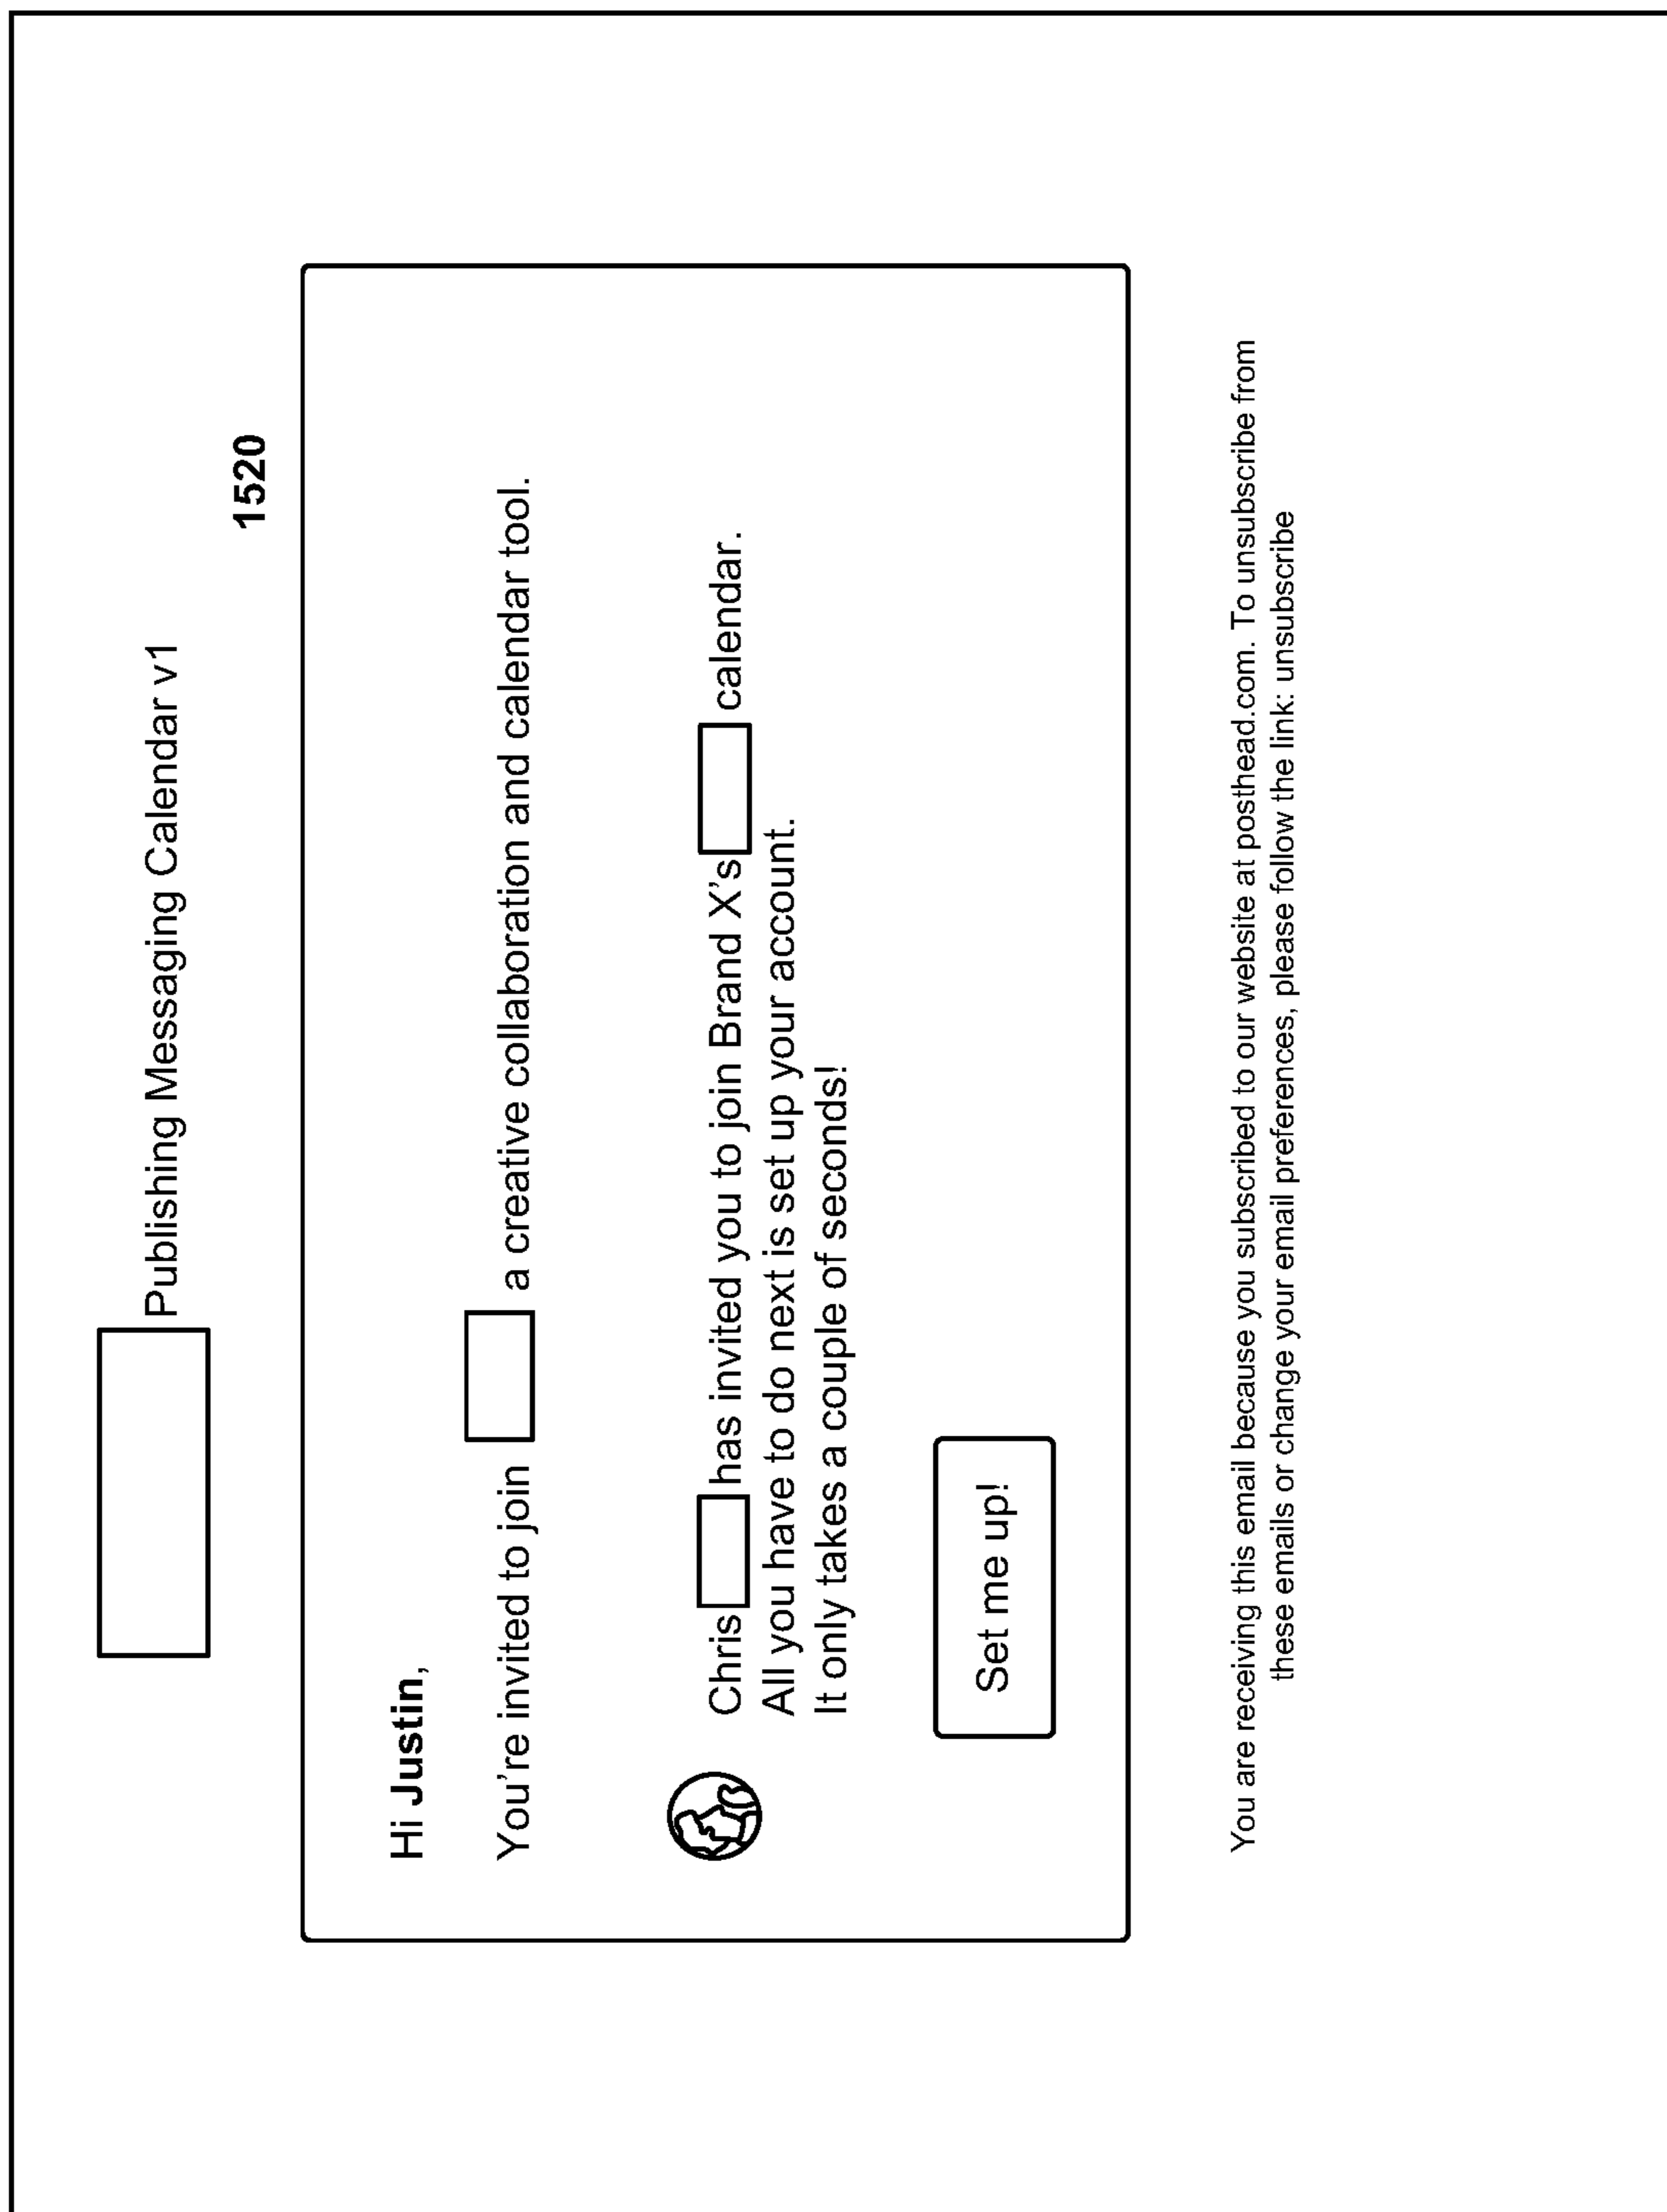 Publishing Messaging Calendar v1
1520
Hi Justin,
You're invited to join a creative collaboration and calendar tool.
Chris has invited you to join Brand X's calendar.
All you have to do next is set up your account.
It only takes a couple of seconds!
Set me up!
You are receiving this email because you subscribed to our website at posthead.com. To unsubscribe from
these emails or change your email preferences, please follow the link: unsubscribe